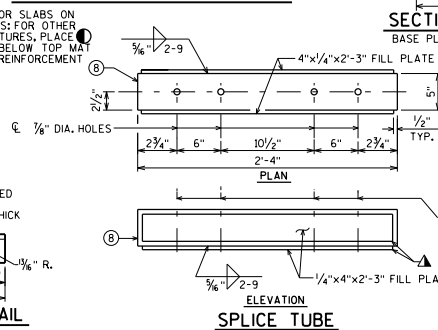 OR SLABS ON
S: FOR OTHER
TURES, PLACE
BELOW TOP MAT
REINFORCEMENT
SECTI
BASE PL
5/16" 2-9
4"x1/4"x2'-3" FILL PLATE
8
2 1/2"
5"
℄ 7/8" DIA. HOLES
1/2"
TYP.
2 3/4" 6" 10 1/2" 6" 2 3/4"
2'-4"
PLAN
ED
HICK
8
13/16" R.
5/16" 2-9
1/4"x4"x2'-3" FILL PLA
ELEVATION
AIL
SPLICE TUBE